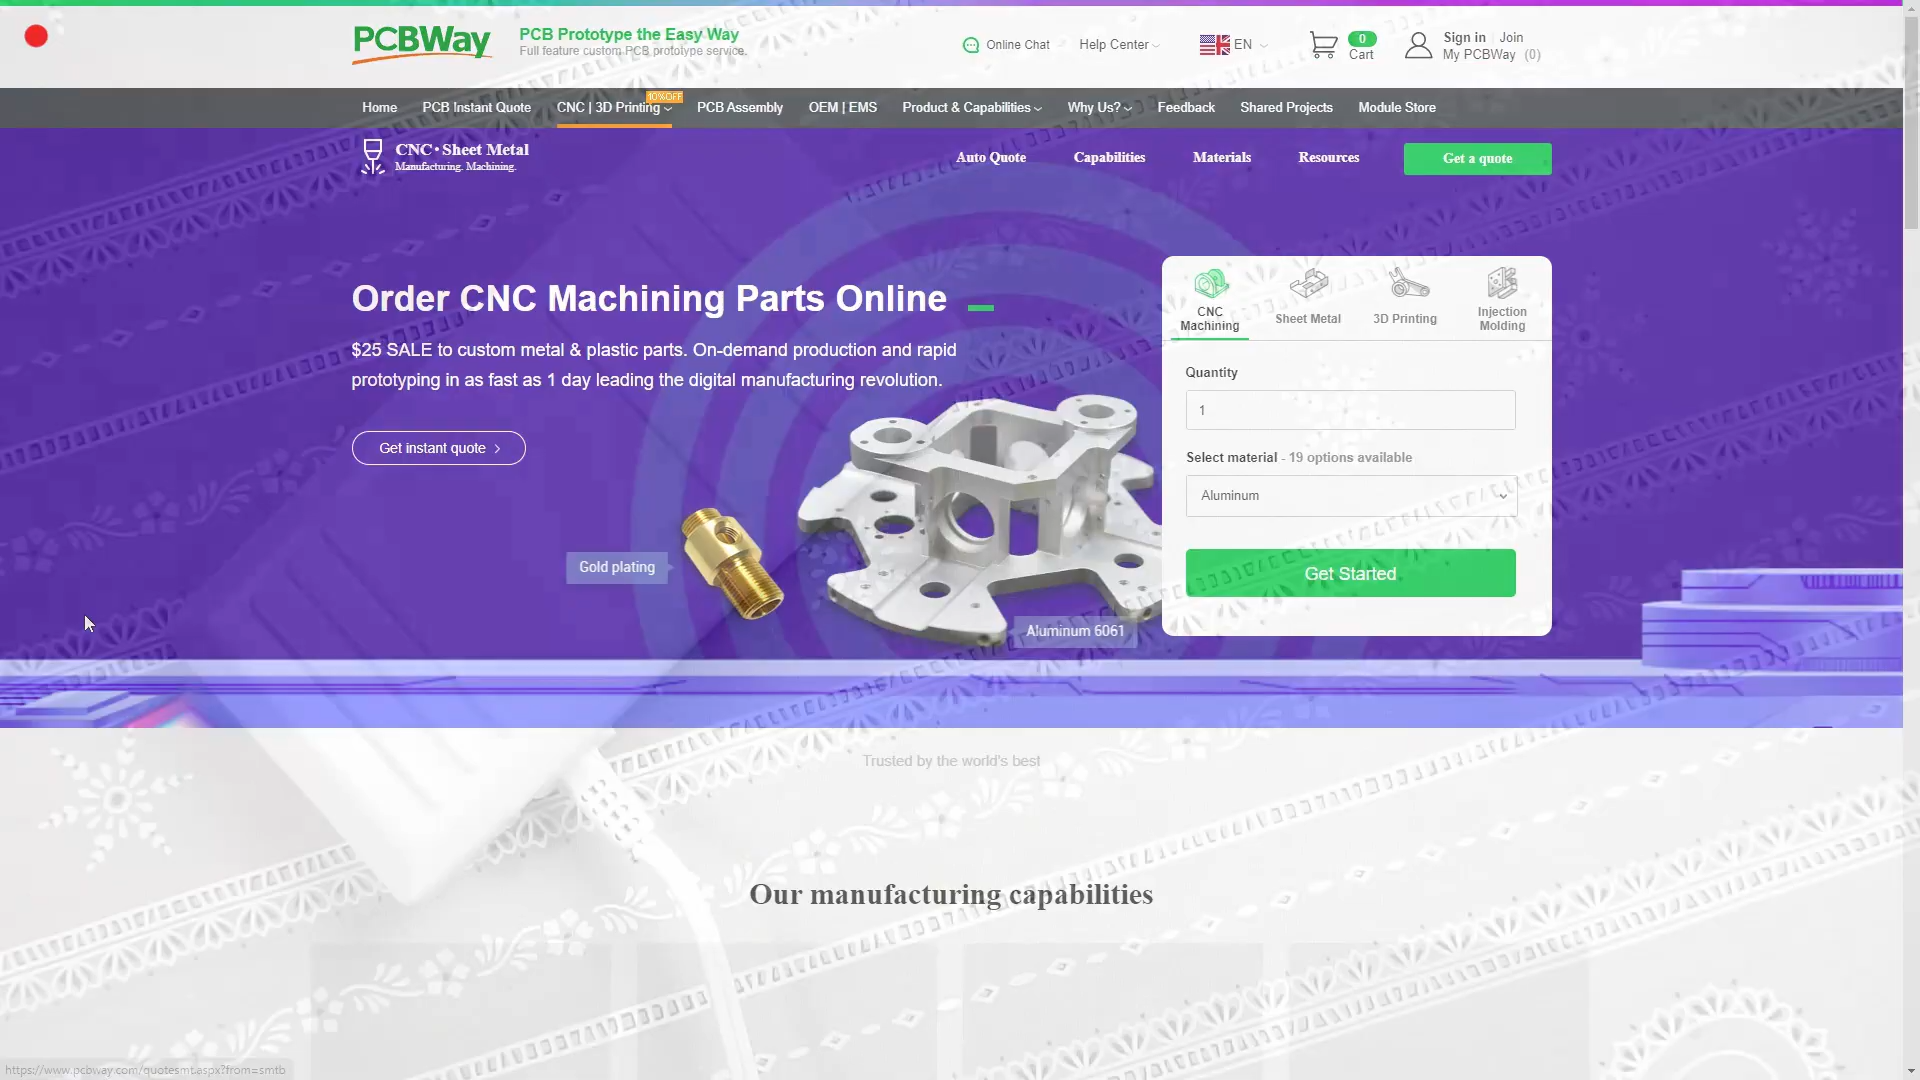 PCBWay
PCB Prototype the Easy Way
Full feature custom PCB prototype service.
Online Chat
Help Center
EN
0
Cart
Sign in | Join
My PCBWay (0)
Home
PCB Instant Quote
CNC | 3D Printing
10%OFF
PCB Assembly
OEM | EMS
Product & Capabilities
Why Us?
Feedback
Shared Projects
Module Store
CNC·Sheet Metal
Manufacturing. Machining.
Auto Quote
Capabilities
Materials
Resources
Get a quote
Order CNC Machining Parts Online
$25 SALE to custom metal & plastic parts. On-demand production and rapid
prototyping in as fast as 1 day leading the digital manufacturing revolution.
Get instant quote >
Gold plating
Aluminum 6061
CNC
Machining
Sheet Metal
3D Printing
Injection
Molding
Quantity
1
Select material - 19 options available
Aluminum
Get Started
Trusted by the world's best
Our manufacturing capabilities
https://www.pcbway.com/quotesmt.aspx?from=smtb